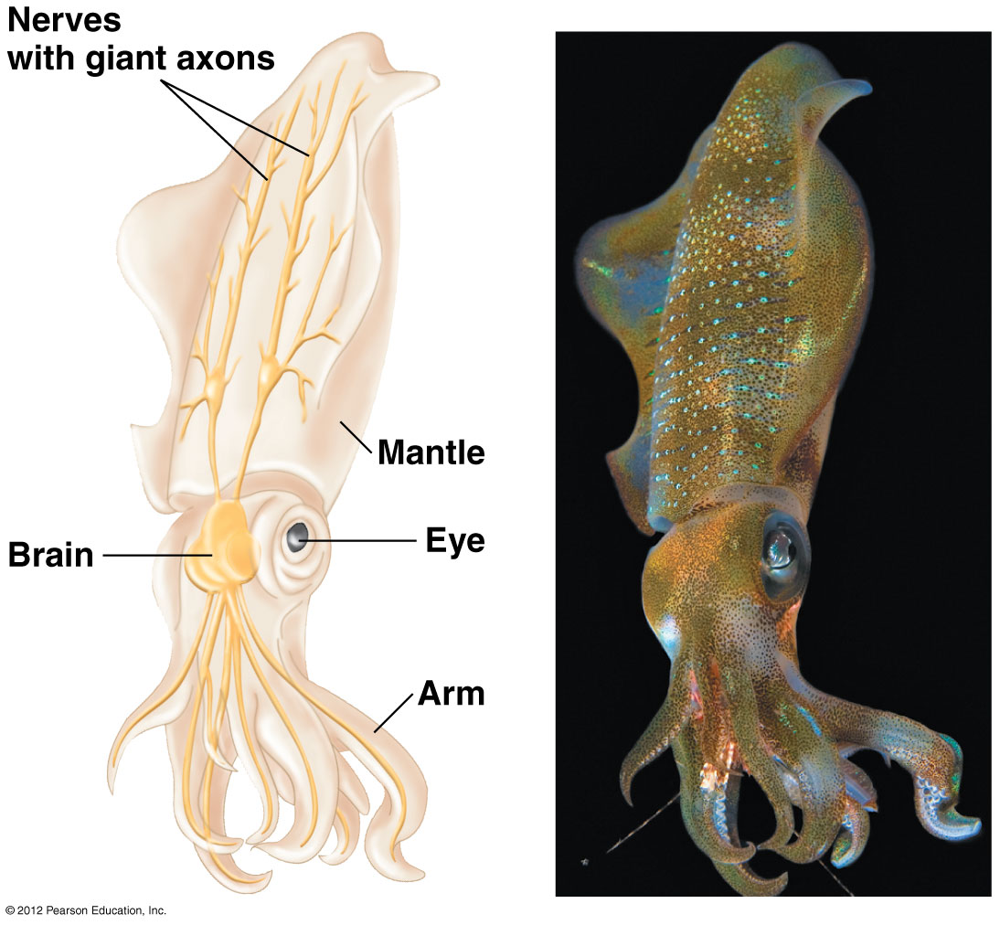 Nerves
with giant axons
Mantle
Eye
Brain
Arm
© 2012 Pearson Education, Inc.